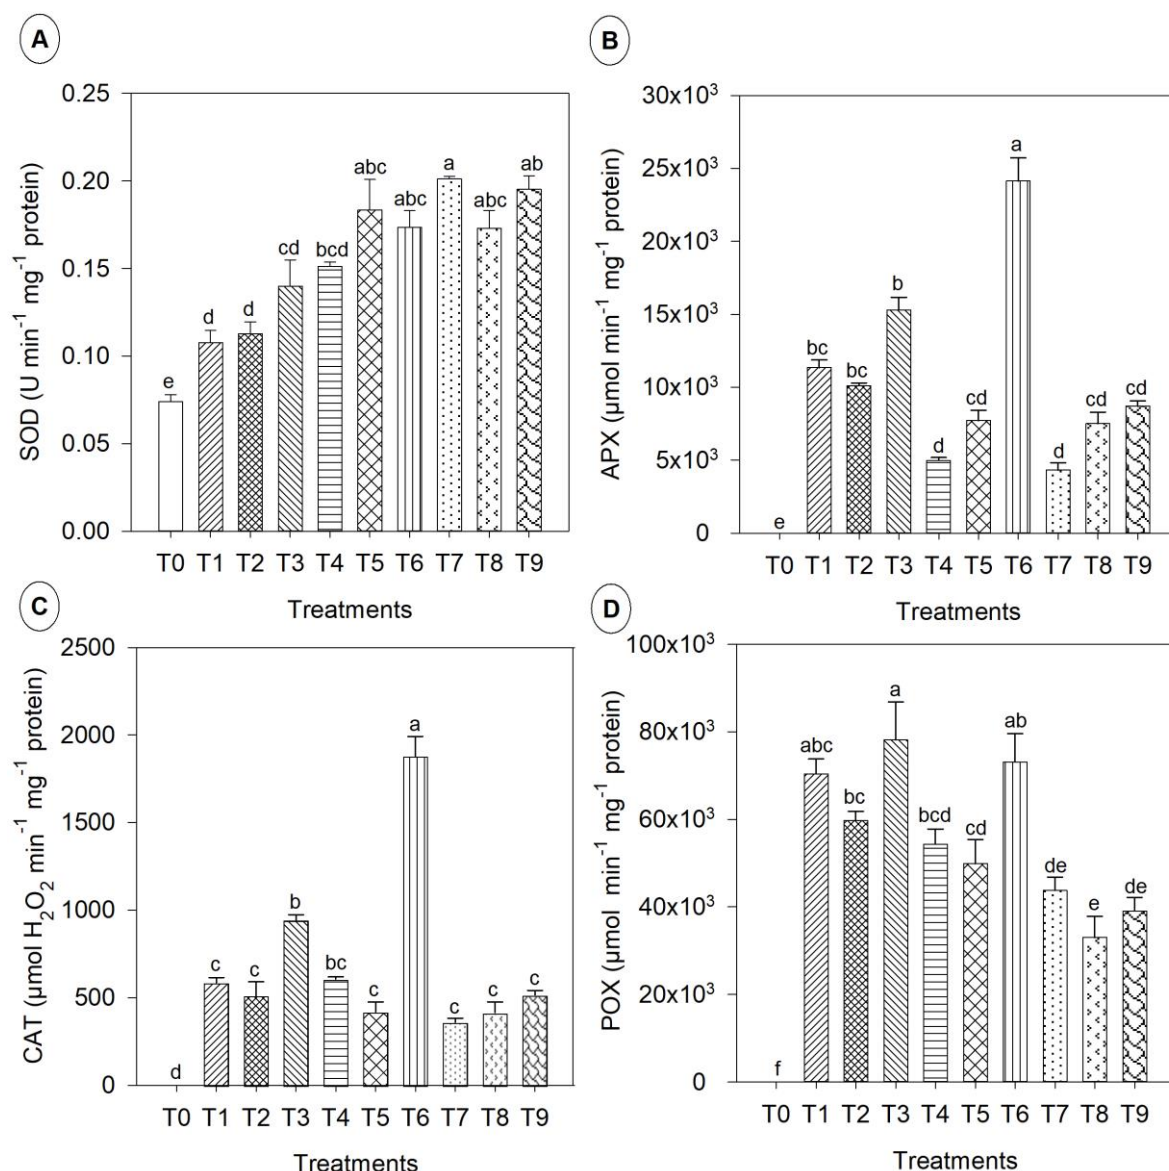 A
SOD (U min⁻¹ mg⁻¹ protein)
0.25
0.20
0.15
0.10
0.05
0.00
e
d
d
cd
bcd
abc
abc
a
abc
ab
T0 T1 T2 T3 T4 T5 T6 T7 T8 T9
Treatments
B
APX (µmol min⁻¹ mg⁻¹ protein)
30x10³
25x10³
20x10³
15x10³
10x10³
5x10³
0
e
bc
bc
b
d
cd
a
d
cd
cd
T0 T1 T2 T3 T4 T5 T6 T7 T8 T9
Treatments
C
CAT (µmol H₂O₂ min⁻¹ mg⁻¹ protein)
2500
2000
1500
1000
500
0
d
c
c
b
bc
c
a
c
c
c
T0 T1 T2 T3 T4 T5 T6 T7 T8 T9
Treatments
D
POX (µmol min⁻¹ mg⁻¹ protein)
100x10³
80x10³
60x10³
40x10³
20x10³
0
f
abc
bc
a
bcd
cd
ab
de
e
de
T0 T1 T2 T3 T4 T5 T6 T7 T8 T9
Treatments